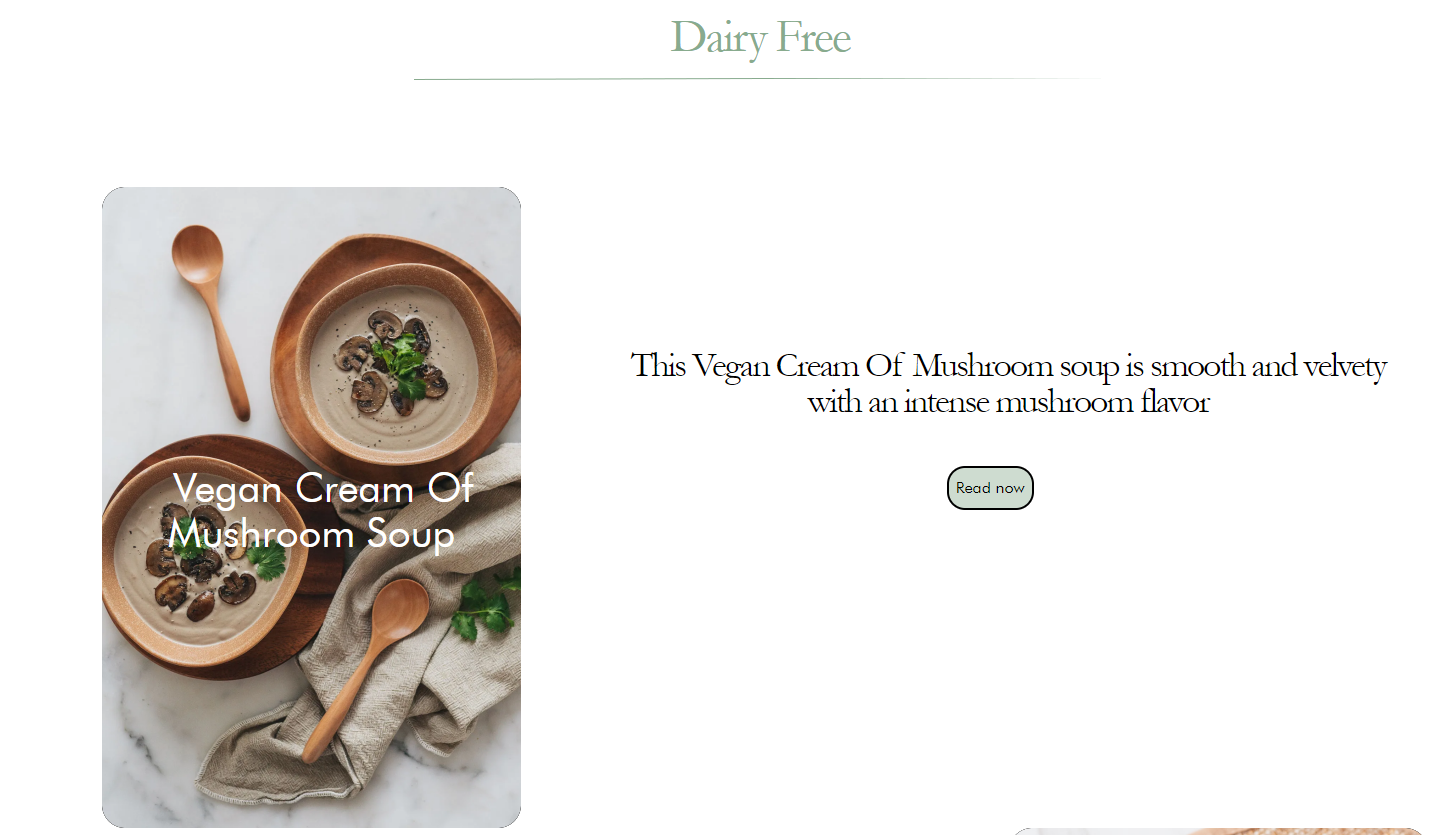 Dairy Free
This Vegan Cream Of Mushroom soup is smooth and velvety
with an intense mushroom flavor
Vegan Cream Of
Mushroom Soup
Read now